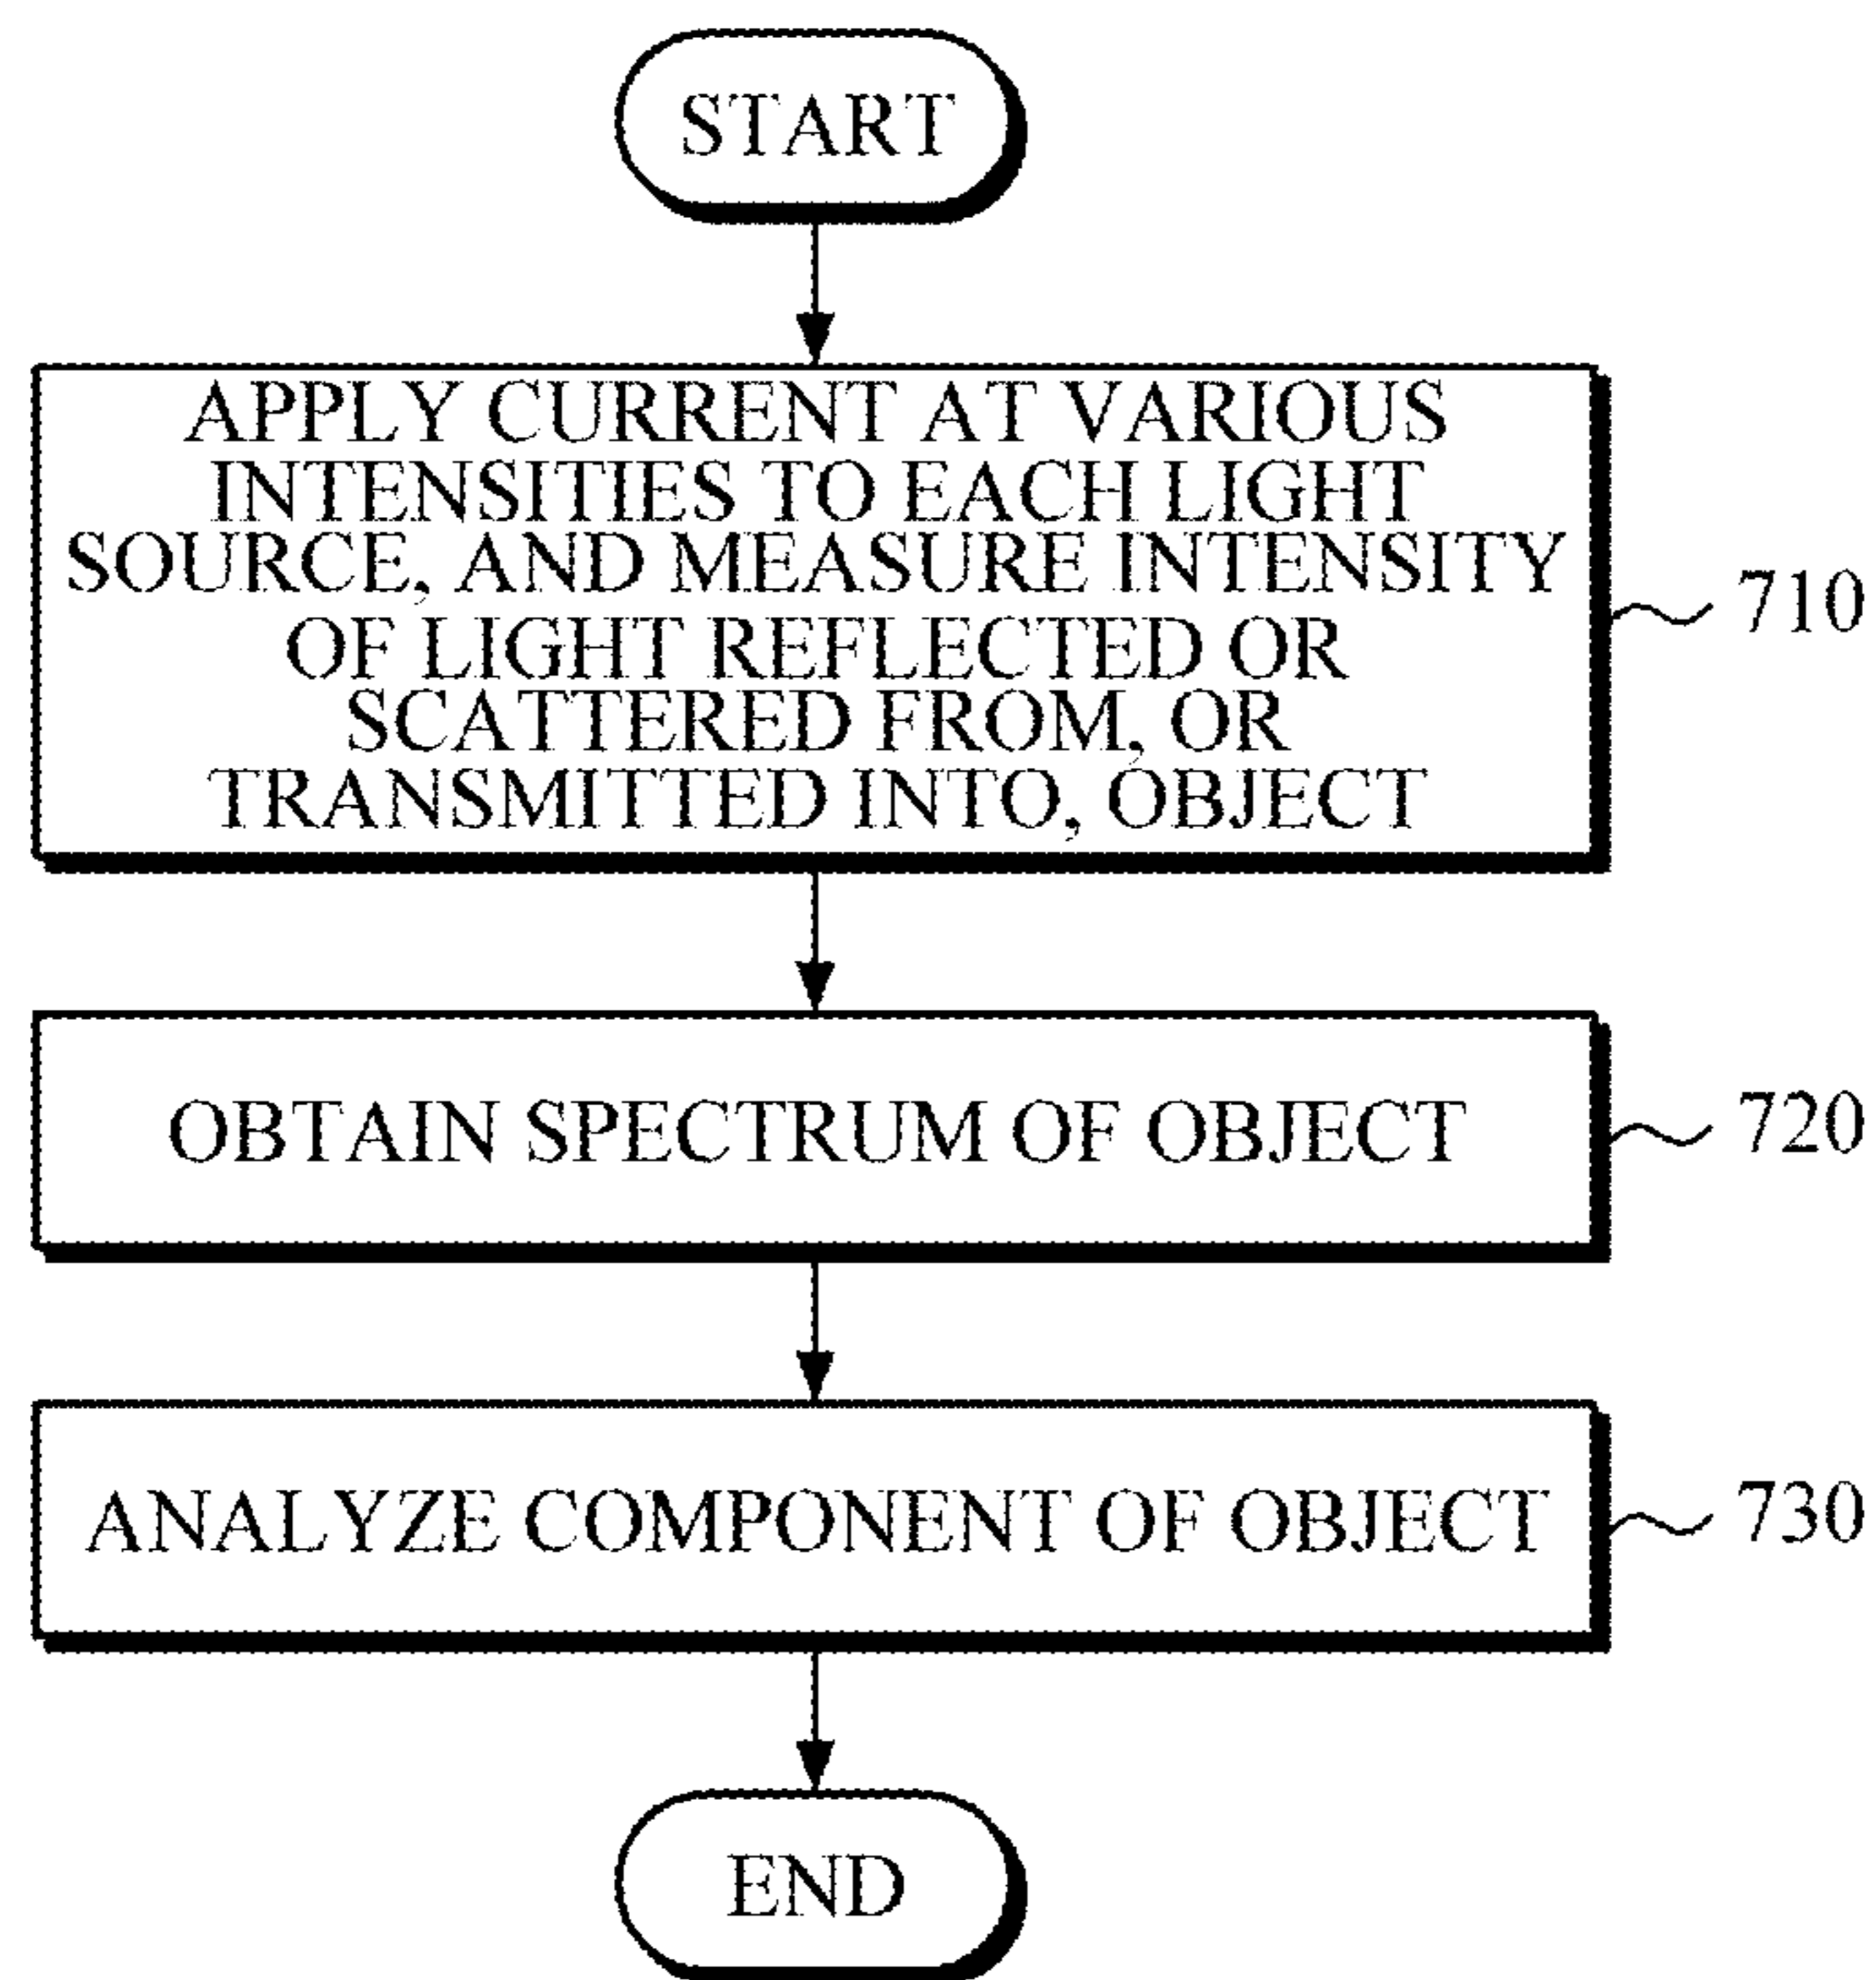 START
APPLY CURRENT AT VARIOUS
INTENSITIES TO EACH LIGHT
SOURCE, AND MEASURE INTENSITY
OF LIGHT REFLECTED OR
SCATTERED FROM, OR
TRANSMITTED INTO, OBJECT
710
OBTAIN SPECTRUM OF OBJECT
720
ANALYZE COMPONENT OF OBJECT
730
END